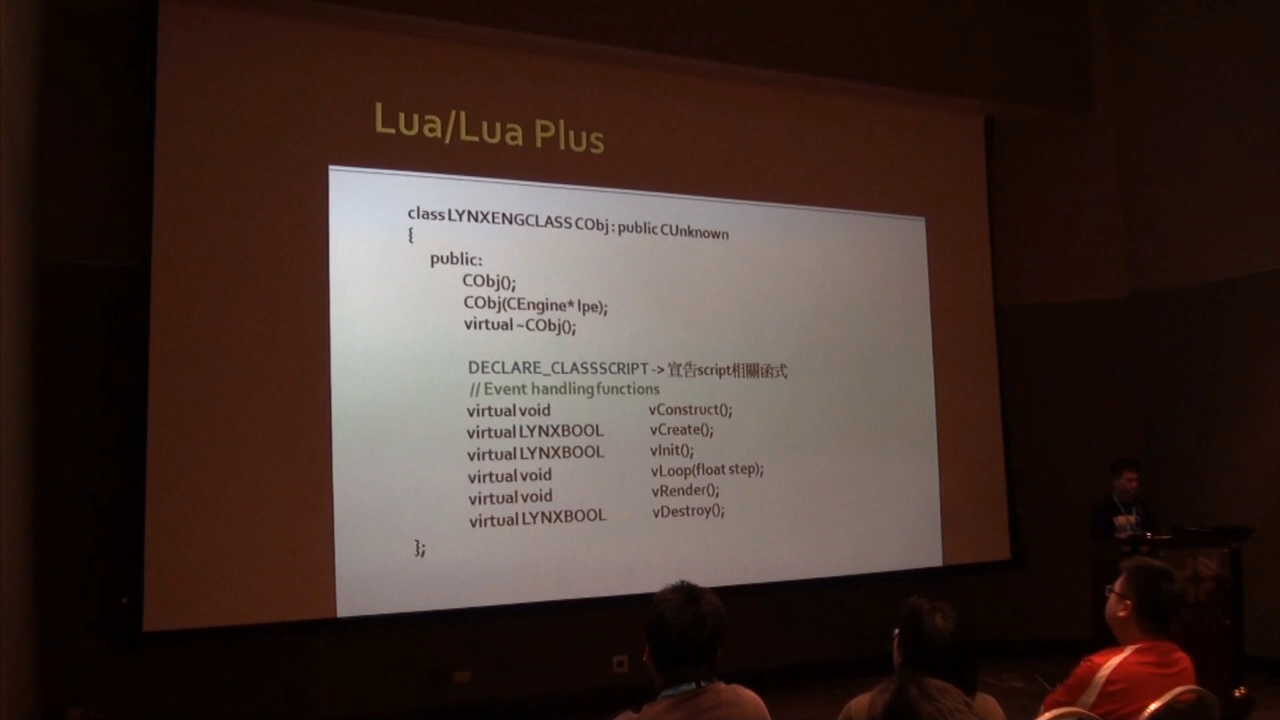 Lua/Lua Plus
class LYNXENGCLASS CObj : public CUnknown
{
public:
CObj();
CObj(CEngine* lpe);
virtual ~CObj();
DECLARE_CLASSSCRIPT -> 宣告script相關函式
// Event handling functions
virtual void vConstruct();
virtual LYNXBOOL vCreate();
virtual LYNXBOOL vInit();
virtual void vLoop(float step);
virtual void vRender();
virtual LYNXBOOL vDestroy();
};